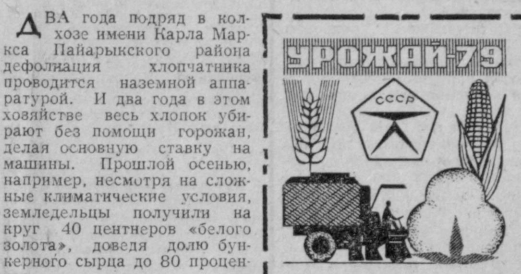 ДВА года подряд в кол-
хозе имени Карла Мар-
кса Пайарыкского района
дефолиация хлопчатника
проводится наземной аппа-
ратурой. И два года в этом
хозяйстве весь хлопок уби-
рают без помощи горожан,
делая основную ставку на
машины. Прошлой осенью,
например, несмотря на слож-
ные климатические условия,
земледельцы получили на
круг 40 центнеров «белого
золота», доведя долю бун-
керного сырца до 80 процен-
УРОЖАЙ-79
СССР